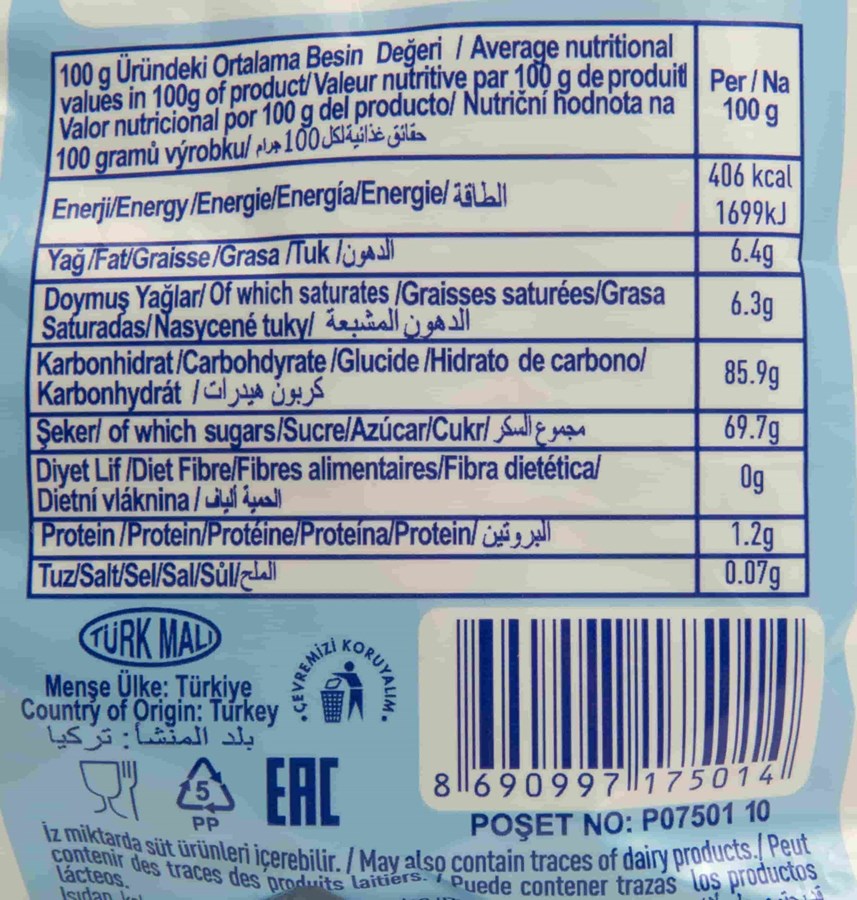 100 g Üründeki Ortalama Besin Değeri / Average nutritional
values in 100g of product/ Valeur nutritive par 100 g de produit/
Valor nutricional por 100 g del producto/ Nutriční hodnota na
100 gramů výrobku/ حقائق غذائية لكل 100 جرام
Per / Na
100 g
Enerji/Energy/Energie/Energía/Energie/ الطاقة
406 kcal
1699kJ
Yağ/Fat/Graisse/Grasa /Tuk / الدهون
6.4g
Doymuş Yağlar/ Of which saturates /Graisses saturées/Grasa
Saturadas/Nasycené tuky/ الدهون المشبعة
6.3g
Karbonhidrat/Carbohdyrate /Glucide /Hidrato de carbono/
Karbonhydrát / كربون هيدرات
85.9g
Şeker/ of which sugars/Sucre/Azúcar/Cukr/ مجموع السكر
69.7g
Diyet Lif /Diet Fibre/Fibres alimentaires/Fibra dietética/
Dietní vláknina / الحمية ألياف
0g
Protein /Protein/Protéine/Proteína/Protein/ البروتين
1.2g
Tuz/Salt/Sel/Sal/Sůl/الملح
0.07g
TÜRK MALI
Menşe Ülke: Türkiye
Country of Origin: Turkey
بلد المنشأ: تركيا
ÇEVREMİZİ KORUYALIM
5
PP
EAC
8 690997 175014
POŞET NO: P07501 10
İz miktarda süt ürünleri içerebilir. / May also contain traces of dairy products./ Peut
contenir des traces des produits laitiers. / Puede contener trazas los productos
lácteos.
Isıdan